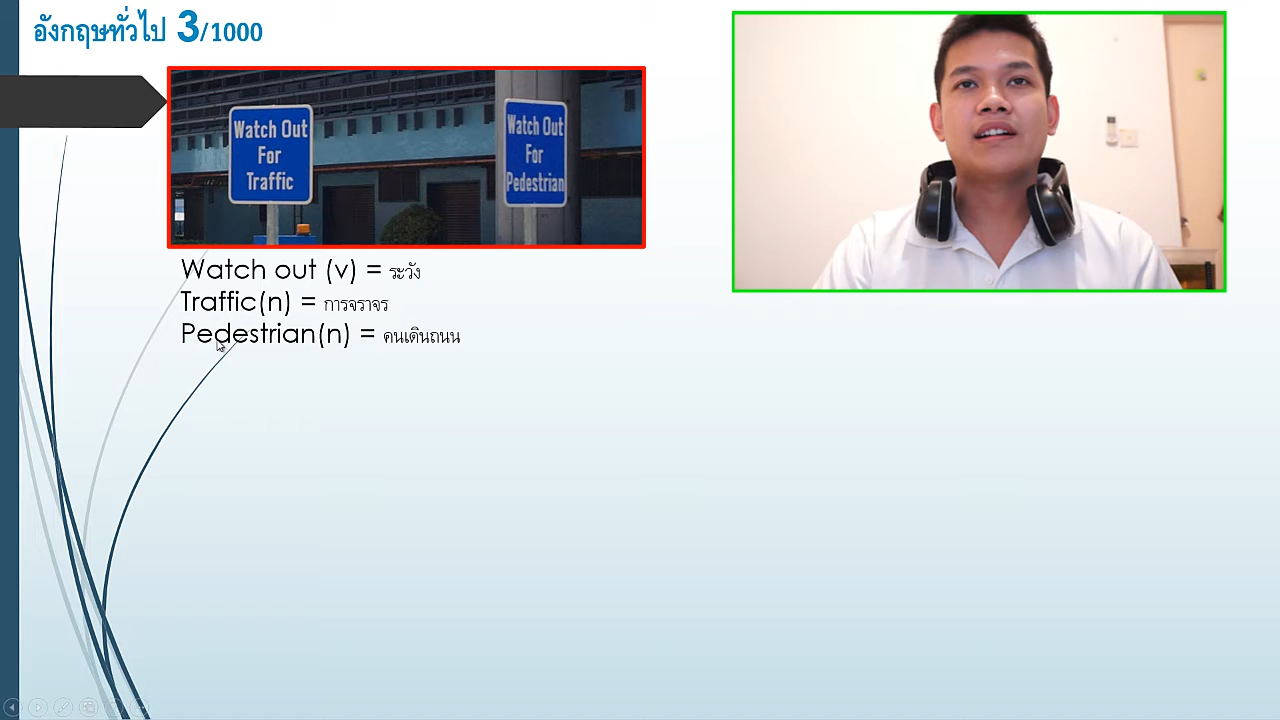 อังกฤษทั่วไป 3/1000
Watch Out
For
Traffic
Watch Out
For
Pedestrian
Watch out (v) = ระวัง
Traffic(n) = การจราจร
Pedestrian(n) = คนเดินถนน